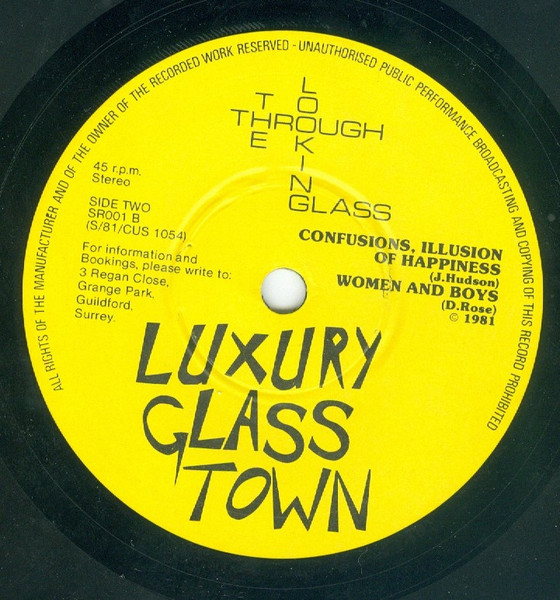 ALL RIGHTS OF THE MANUFACTURER AND OF THE OWNER OF THE RECORDED WORK RESERVED - UNAUTHORISED PUBLIC PERFORMANCE BROADCASTING AND COPYING OF THIS RECORD PROHIBITED
THROUGH
THE
LOOKING
GLASS
45 r.p.m.
Stereo
SIDE TWO
SR001 B
(S/81/CUS 1054)
For information and
Bookings, please write to:
3 Regan Close,
Grange Park,
Guildford,
Surrey.
CONFUSIONS, ILLUSION
OF HAPPINESS
(J.Hudson)
WOMEN AND BOYS
(D.Rose)
© 1981
LUXURY
GLASS
TOWN